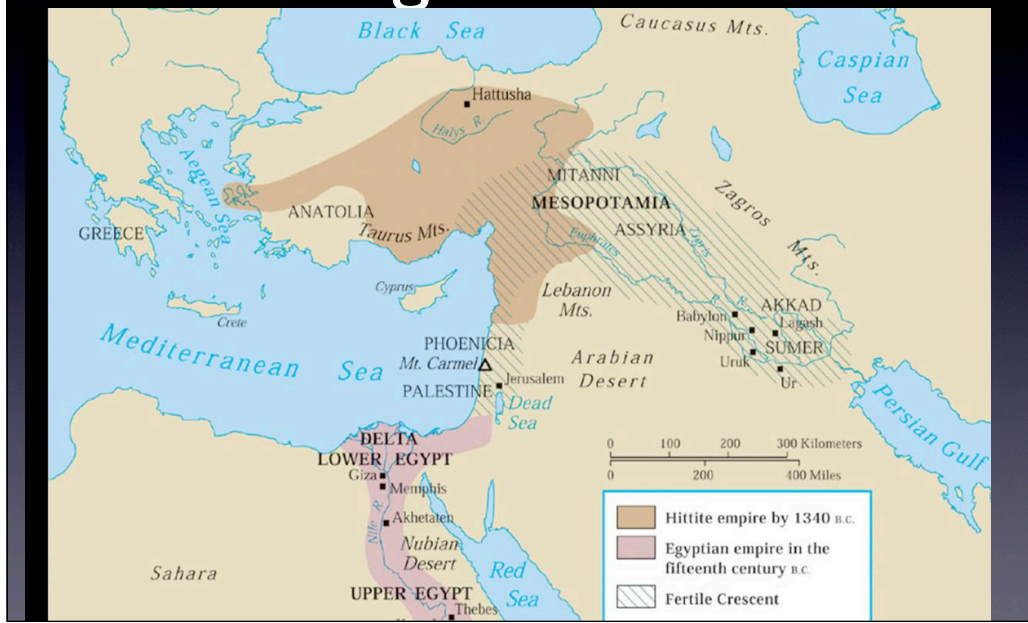 Black Sea
Caucasus Mts.
Caspian
Sea
Hattusha
Halys R.
Aegean Sea
MITANNI
MESOPOTAMIA
Zagros
Mts.
ANATOLIA
Taurus Mts.
GREECE
ASSYRIA
Euphrates
Tigris
R.
R.
Cyprus
Crete
Lebanon
Mts.
AKKAD
Babylon
Lagash
Nippur
SUMER
Uruk
Ur
Mediterranean Sea
PHOENICIA
Mt. Carmel
Arabian
Desert
Jerusalem
PALESTINE
Dead
Sea
Persian Gulf
DELTA
LOWER EGYPT
Giza
Memphis
Akhetaten
Nile R.
Nubian
Desert
Sahara
Red
Sea
UPPER EGYPT
Thebes
0 100 200 300 Kilometers
0 200 400 Miles
Hittite empire by 1340 B.C.
Egyptian empire in the
fifteenth century B.C.
Fertile Crescent